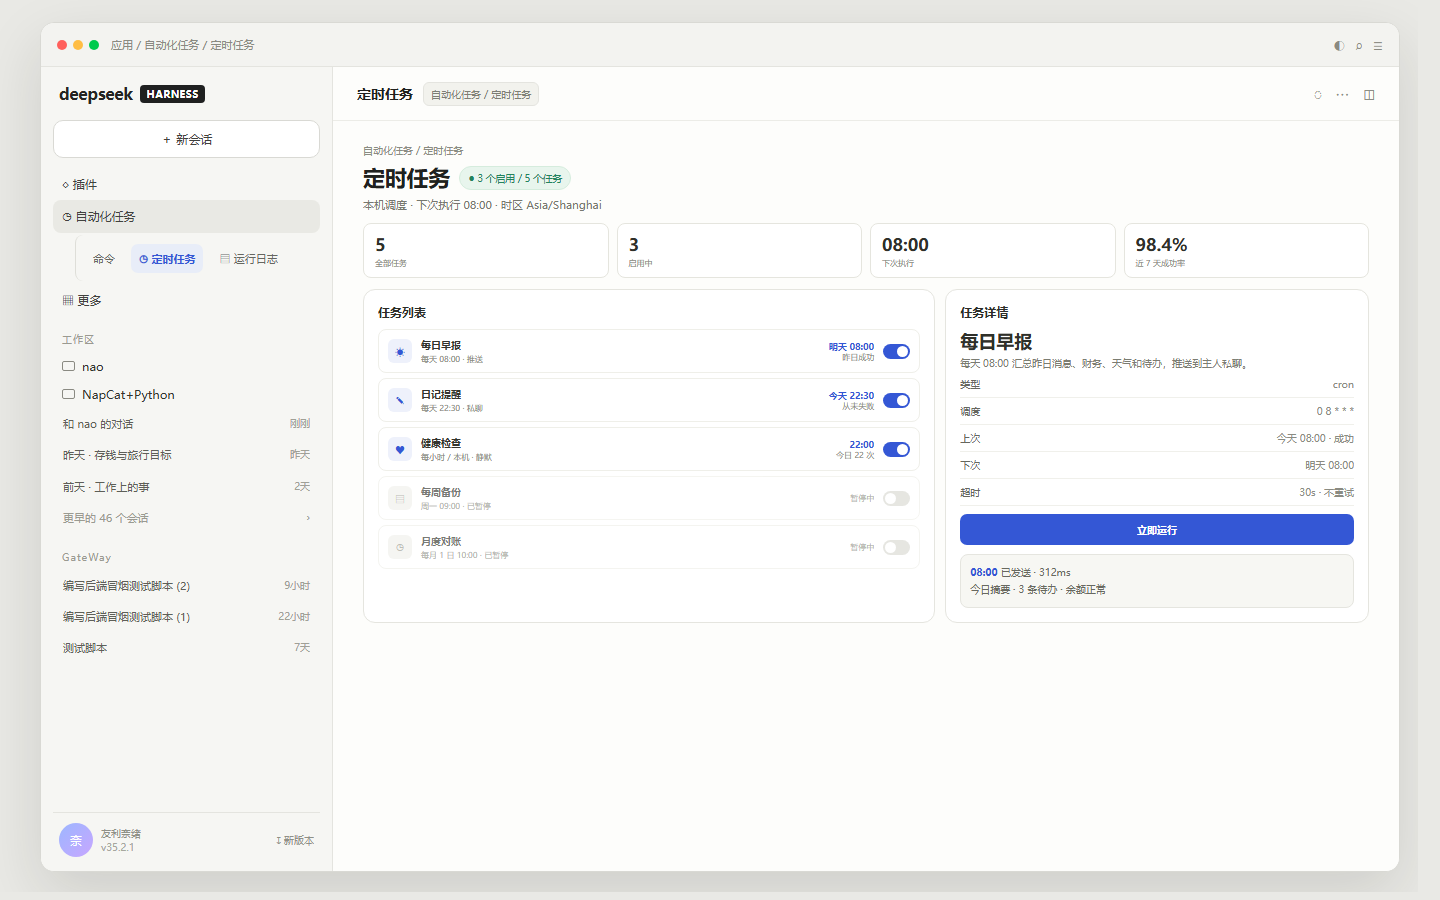 应用 / 自动化任务 / 定时任务
deepseek HARNESS
+ 新会话
插件
自动化任务
命令
定时任务
运行日志
更多
工作区
nao
NapCat+Python
和 nao 的对话 刚刚
昨天 · 存钱与旅行目标 昨天
前天 · 工作上的事 2天
更早的 46 个会话 ›
GateWay
编写后端冒烟测试脚本 (2) 9小时
编写后端冒烟测试脚本 (1) 22小时
测试脚本 7天
奈
友利奈绪
v35.2.1
↧新版本
定时任务 自动化任务 / 定时任务
自动化任务 / 定时任务
定时任务 ● 3 个启用 / 5 个任务
本机调度 · 下次执行 08:00 · 时区 Asia/Shanghai
5
全部任务
3
启用中
08:00
下次执行
98.4%
近 7 天成功率
任务列表
每日早报
每天 08:00 · 推送
明天 08:00
昨日成功
日记提醒
每天 22:30 · 私聊
今天 22:30
从未失败
健康检查
每小时 / 本机 · 静默
22:00
今日 22 次
每周备份
周一 09:00 · 已暂停
暂停中
月度对账
每月 1 日 10:00 · 已暂停
暂停中
任务详情
每日早报
每天 08:00 汇总昨日消息、财务、天气和待办，推送到主人私聊。
类型 cron
调度 0 8 * * *
上次 今天 08:00 · 成功
下次 明天 08:00
超时 30s · 不重试
立即运行
08:00 已发送 · 312ms
今日摘要 · 3 条待办 · 余额正常